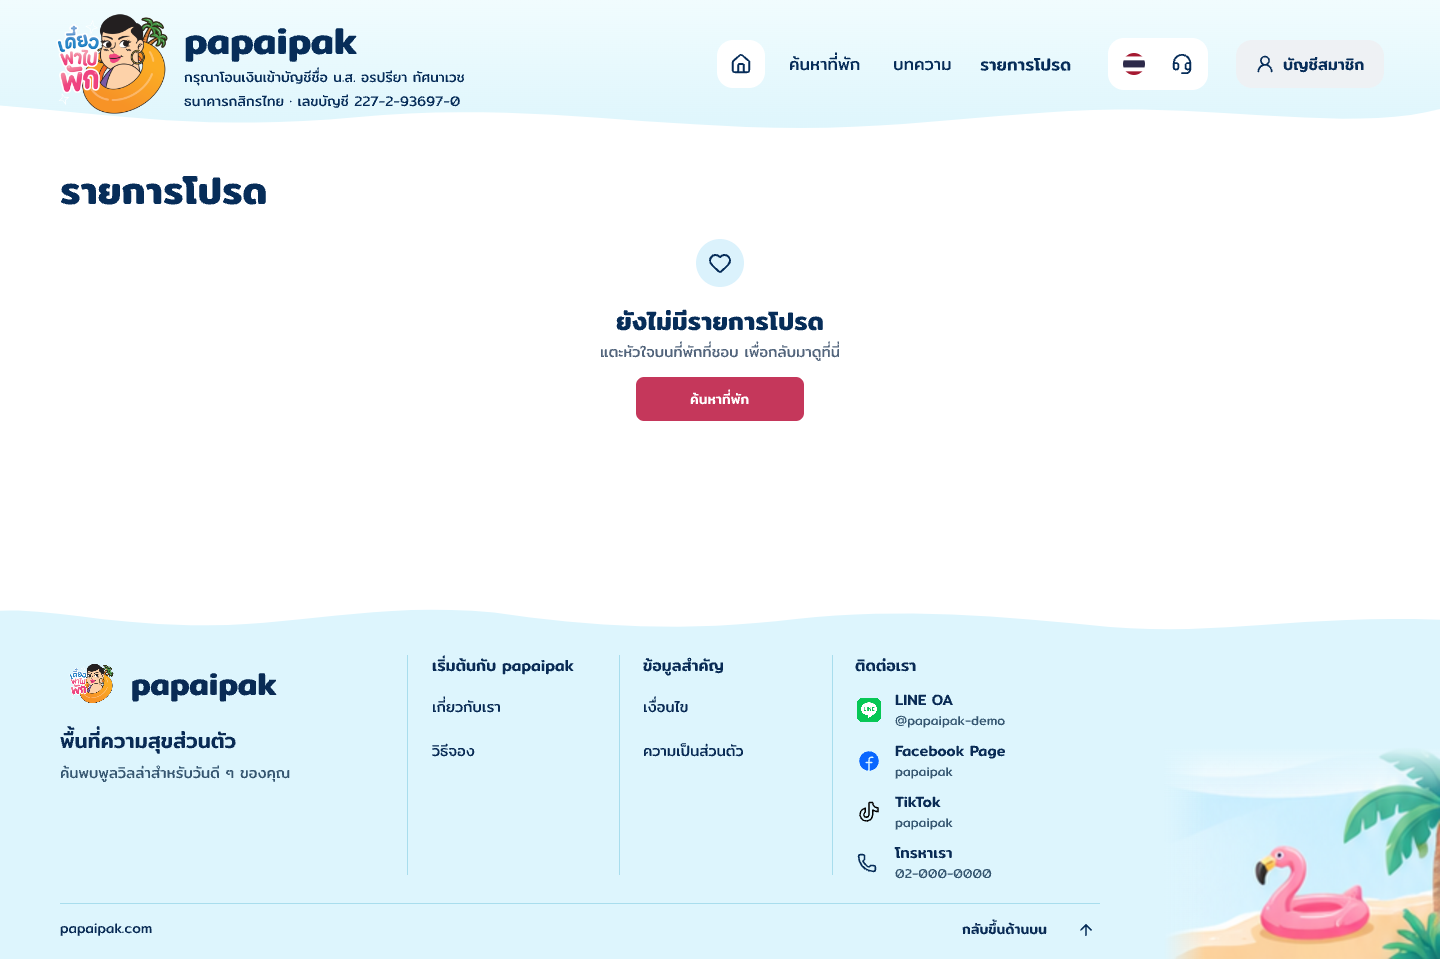 เดี๋ยว
พาไป
พัก
papaipak
กรุณาโอนเงินเข้าบัญชีชื่อ น.ส. อรปรียา ทัศนาเวช
ธนาคารกสิกรไทย · เลขบัญชี 227-2-93697-0
ค้นหาที่พัก
บทความ
รายการโปรด
บัญชีสมาชิก
รายการโปรด
ยังไม่มีรายการโปรด
แตะหัวใจบนที่พักที่ชอบ เพื่อกลับมาดูที่นี่
ค้นหาที่พัก
เดี๋ยว
พาไป
พัก
papaipak
พื้นที่ความสุขส่วนตัว
ค้นพบพูลวิลล่าสำหรับวันดี ๆ ของคุณ
เริ่มต้นกับ papaipak
เกี่ยวกับเรา
วิธีจอง
ข้อมูลสำคัญ
เงื่อนไข
ความเป็นส่วนตัว
ติดต่อเรา
LINE OA
@papaipak-demo
Facebook Page
papaipak
TikTok
papaipak
โทรหาเรา
02-000-0000
papaipak.com
กลับขึ้นด้านบน